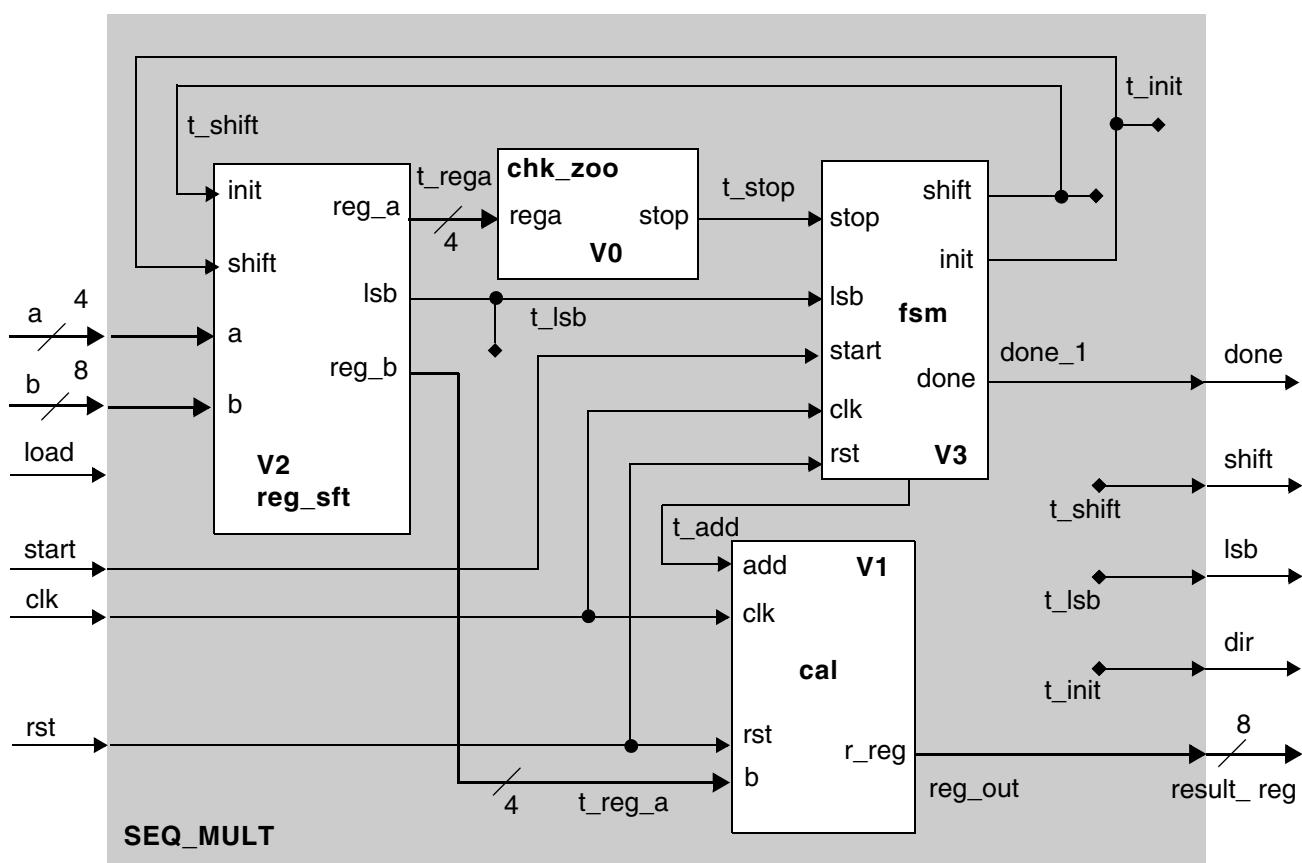 t_init
t_shift
chk_zoo
t_rega
t_stop
init
reg_a
rega
stop
V0
4
shift
stop
init
shift
lsb
t_lsb
lsb
fsm
a
4
a
reg_b
start
done_1
done
done
b
8
b
clk
load
V2
reg_sft
rst
V3
shift
t_shift
start
t_add
add
V1
lsb
t_lsb
clk
clk
cal
dir
t_init
rst
rst
r_reg
8
b
4
t_reg_a
reg_out
result_ reg
SEQ_MULT